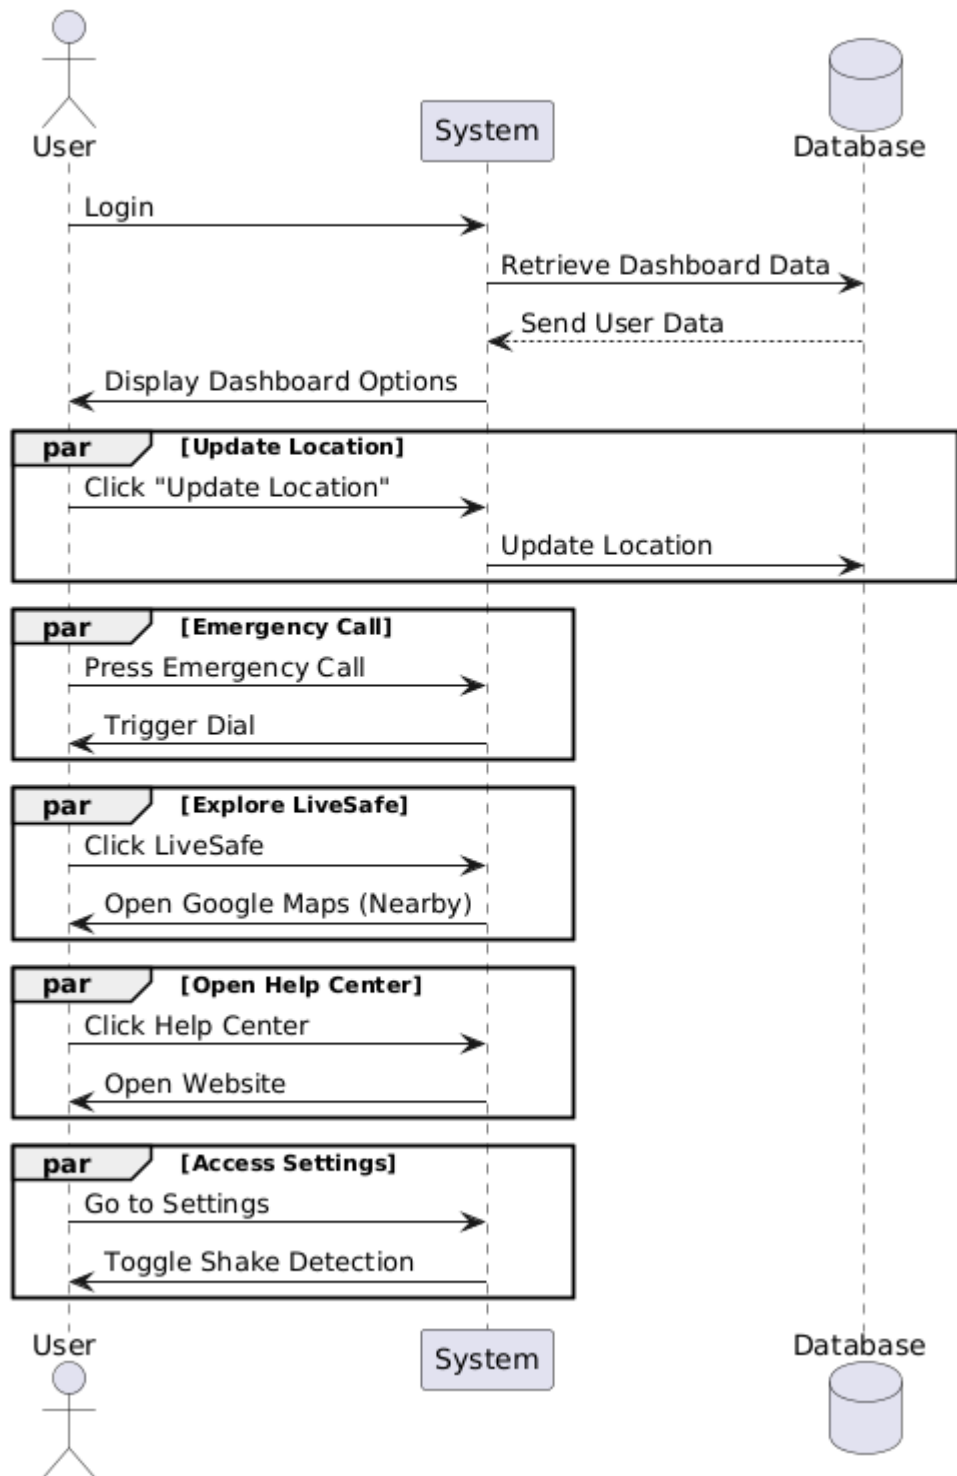 User
System
Database
Login
Retrieve Dashboard Data
Send User Data
Display Dashboard Options
par [Update Location]
Click "Update Location"
Update Location
par [Emergency Call]
Press Emergency Call
Trigger Dial
par [Explore LiveSafe]
Click LiveSafe
Open Google Maps (Nearby)
par [Open Help Center]
Click Help Center
Open Website
par [Access Settings]
Go to Settings
Toggle Shake Detection
User
System
Database